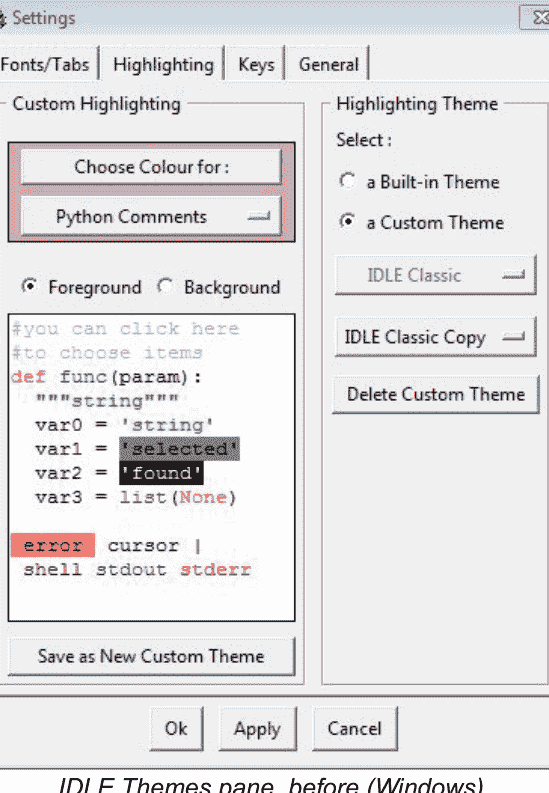 Settings
Fonts/Tabs Highlighting Keys General
Custom Highlighting
Choose Colour for :
Python Comments
Foreground Background
#you can click here
#to choose items
def func(param):
"""string"""
var0 = 'string'
var1 = 'selected'
var2 = 'found'
var3 = list(None)
error cursor |
shell stdout stderr
Save as New Custom Theme
Highlighting Theme
Select :
a Built-in Theme
a Custom Theme
IDLE Classic
IDLE Classic Copy
Delete Custom Theme
Ok Apply Cancel
IDLE Themes pane, before (Windows)